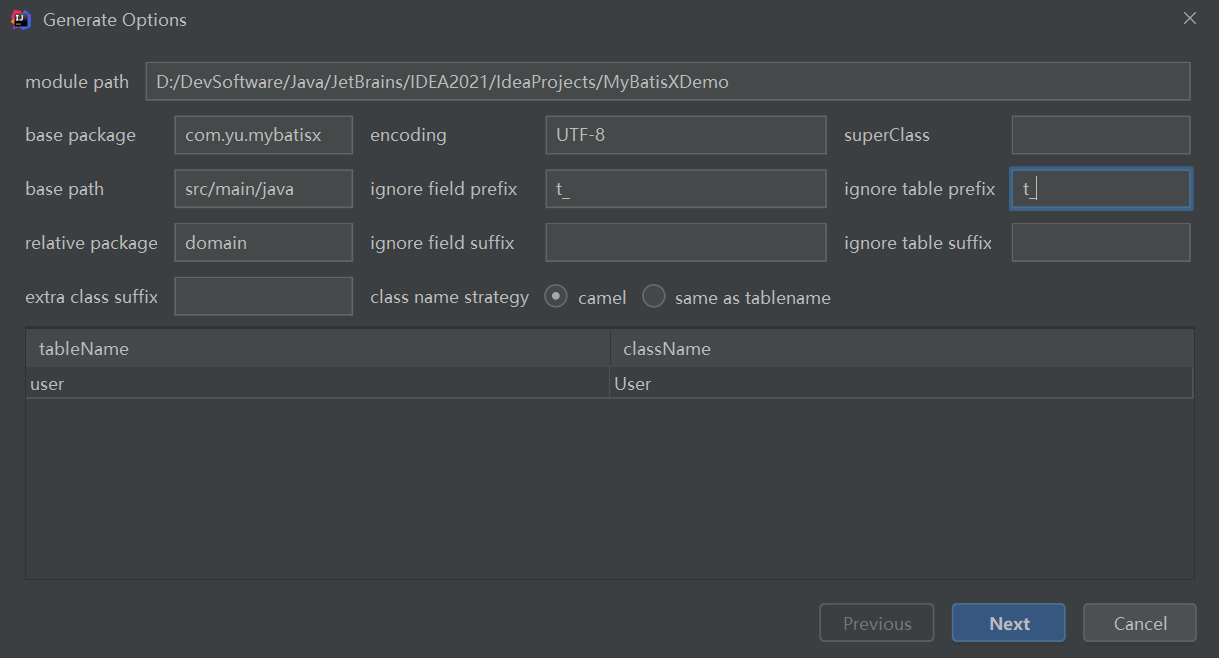 Generate Options
module path D:/DevSoftware/Java/JetBrains/IDEA2021/IdeaProjects/MyBatisXDemo
base package com.yu.mybatisx encoding UTF-8 superClass
base path src/main/java ignore field prefix t_ ignore table prefix t_
relative package domain ignore field suffix ignore table suffix
extra class suffix class name strategy camel same as tablename
tableName className
user User
Previous Next Cancel